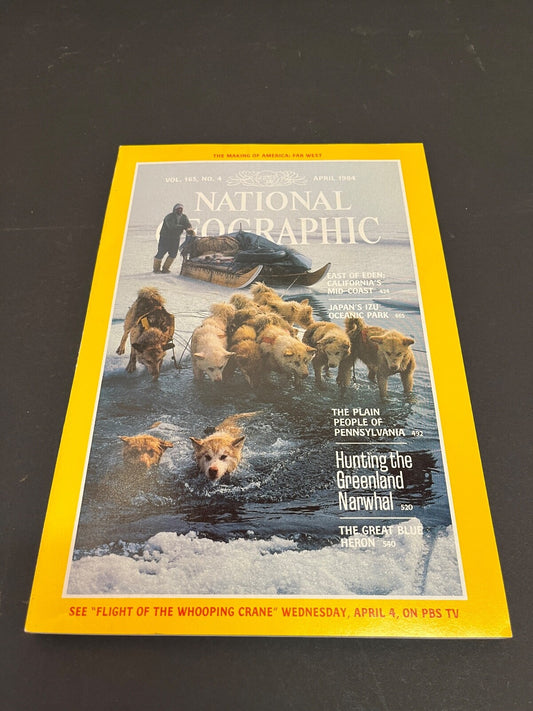 THE MAKING OF AMERICA: FAR WEST
VOL. 165, NO. 4 APRIL 1984
NATIONAL
GEOGRAPHIC
EAST OF EDEN:
CALIFORNIA'S
MID-COAST 424
JAPAN'S IZU
OCEANIC PARK 465
THE PLAIN
PEOPLE OF
PENNSYLVANIA 492
Hunting the
Greenland
Narwhal 520
THE GREAT BLUE
HERON 540
SEE "FLIGHT OF THE WHOOPING CRANE" WEDNESDAY, APRIL 4, ON PBS TV